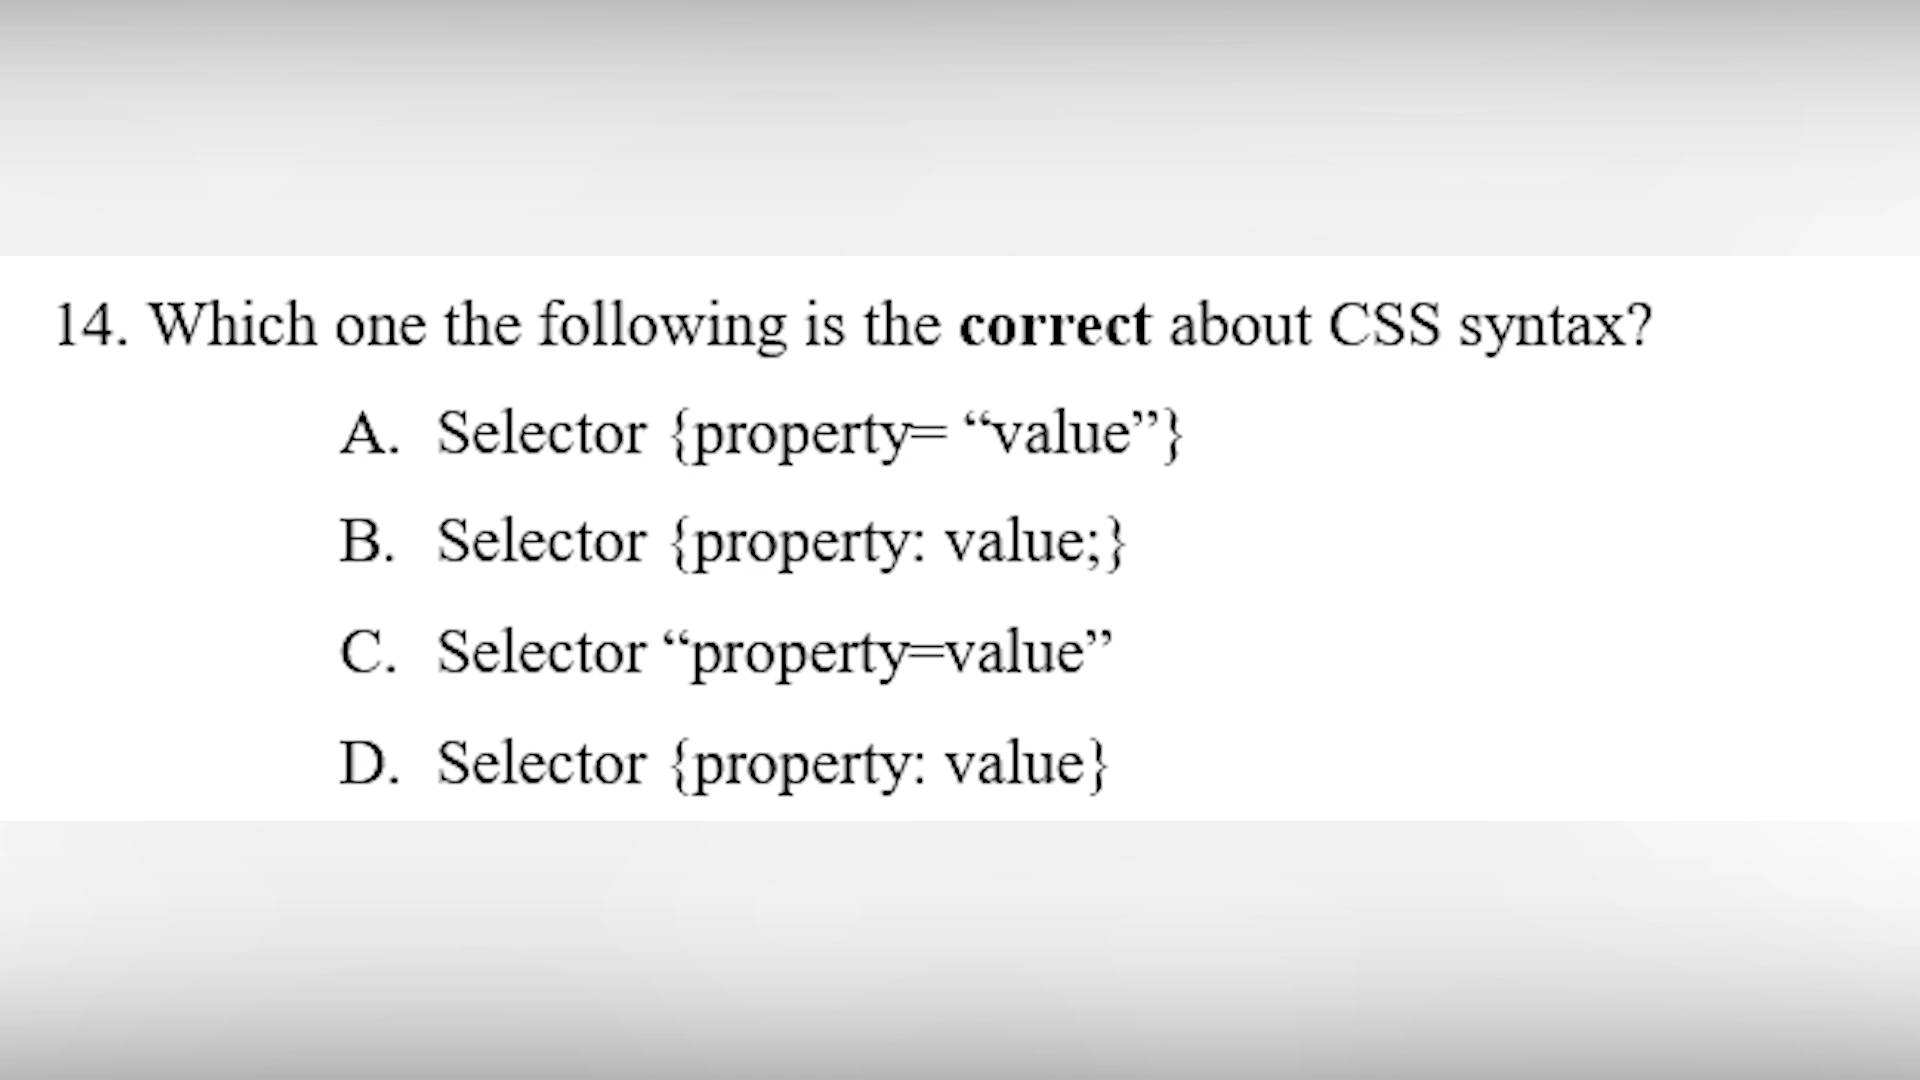 14. Which one the following is the correct about CSS syntax?
A. Selector {property= “value”}
B. Selector {property: value;}
C. Selector “property=value”
D. Selector {property: value}